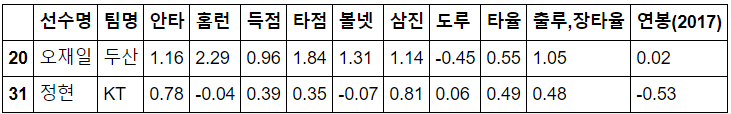 선수명 팀명 안타 홈런 득점 타점 볼넷 삼진 도루 타율 출루,장타율 연봉(2017)
20 오재일 두산 1.16 2.29 0.96 1.84 1.31 1.14 -0.45 0.55 1.05 0.02
31 정현 KT 0.78 -0.04 0.39 0.35 -0.07 0.81 0.06 0.49 0.48 -0.53